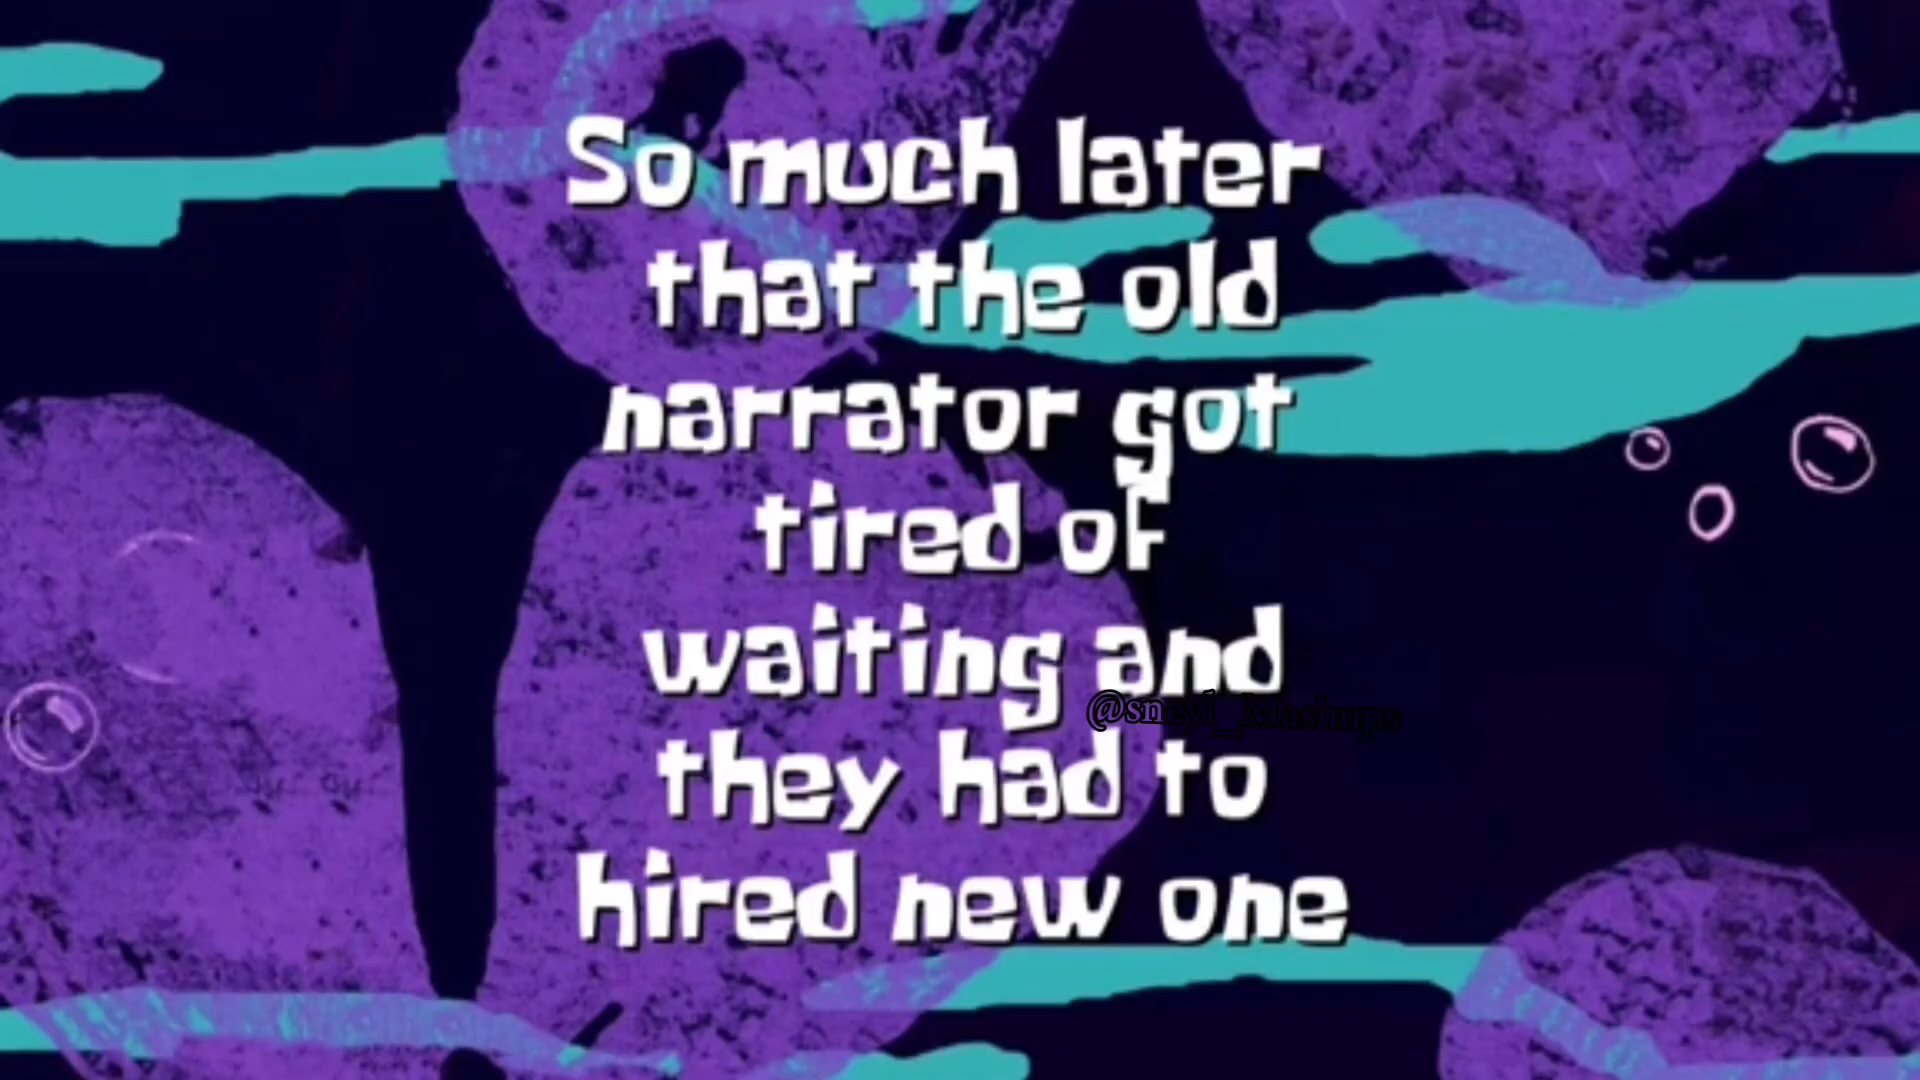 So much later
that the old
narrator got
tired of
waiting and
they had to
hired new one